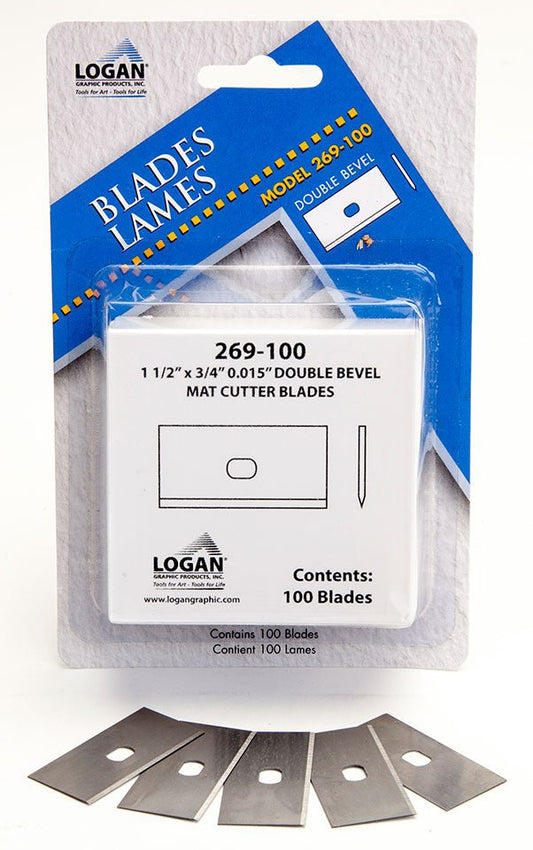 LOGAN®
GRAPHIC PRODUCTS, INC.
Tools for Art - Tools for Life
BLADES
LAMES
MODEL 269-100
DOUBLE BEVEL
269-100
1 1/2" x 3/4" 0.015" DOUBLE BEVEL
MAT CUTTER BLADES
LOGAN®
GRAPHIC PRODUCTS, INC.
Tools for Art - Tools for Life
www.logangraphic.com
Contents:
100 Blades
Contains 100 Blades
Contient 100 Lames